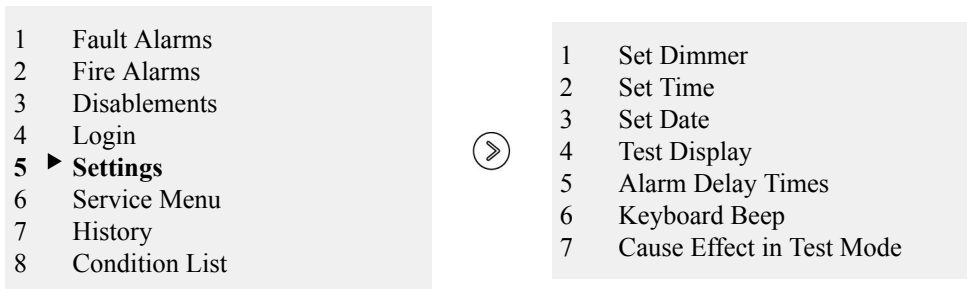 1 Fault Alarms
2 Fire Alarms
3 Disablements
4 Login
5 Settings
6 Service Menu
7 History
8 Condition List
1 Set Dimmer
2 Set Time
3 Set Date
4 Test Display
5 Alarm Delay Times
6 Keyboard Beep
7 Cause Effect in Test Mode